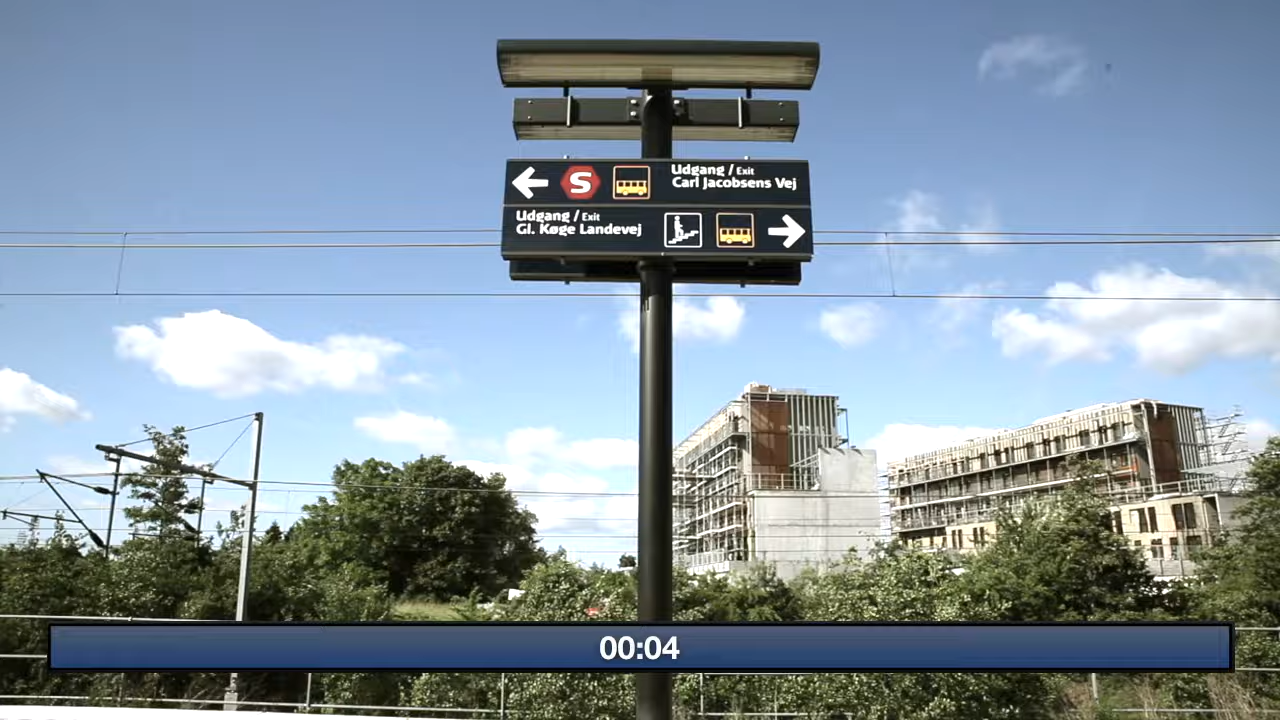 S
Udgang / Exit
Carl Jacobsens Vej
Udgang / Exit
Gl. Køge Landevej
00:04